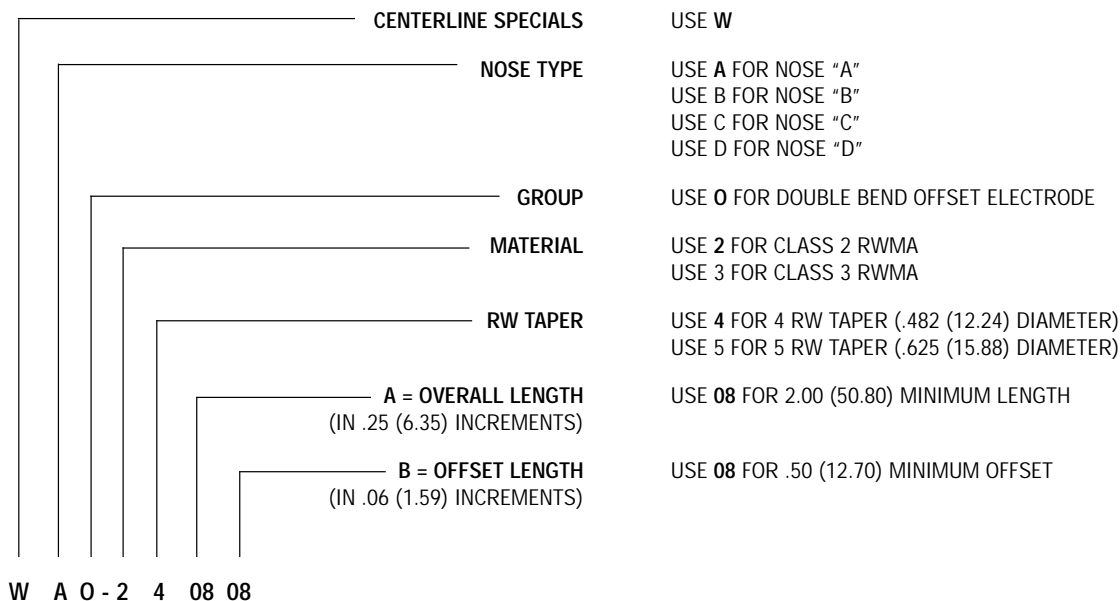 CENTERLINE SPECIALS USE W
NOSE TYPE USE A FOR NOSE “A”
USE B FOR NOSE “B”
USE C FOR NOSE “C”
USE D FOR NOSE “D”
GROUP USE O FOR DOUBLE BEND OFFSET ELECTRODE
MATERIAL USE 2 FOR CLASS 2 RWMA
USE 3 FOR CLASS 3 RWMA
RW TAPER USE 4 FOR 4 RW TAPER (.482 (12.24) DIAMETER)
USE 5 FOR 5 RW TAPER (.625 (15.88) DIAMETER)
A = OVERALL LENGTH USE 08 FOR 2.00 (50.80) MINIMUM LENGTH
(IN .25 (6.35) INCREMENTS)
B = OFFSET LENGTH USE 08 FOR .50 (12.70) MINIMUM OFFSET
(IN .06 (1.59) INCREMENTS)
W A O - 2 4 08 08